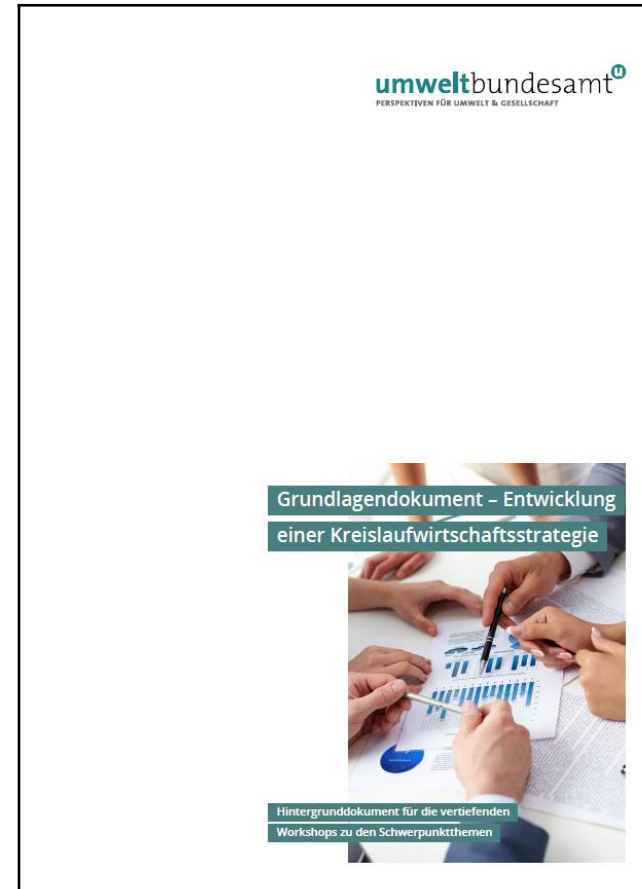 umweltbundesamt
PERSPEKTIVEN FÜR UMWELT & GESELLSCHAFT
Grundlagendokument – Entwicklung
einer Kreislaufwirtschaftsstrategie
Hintergrunddokument für die vertiefenden
Workshops zu den Schwerpunktthemen